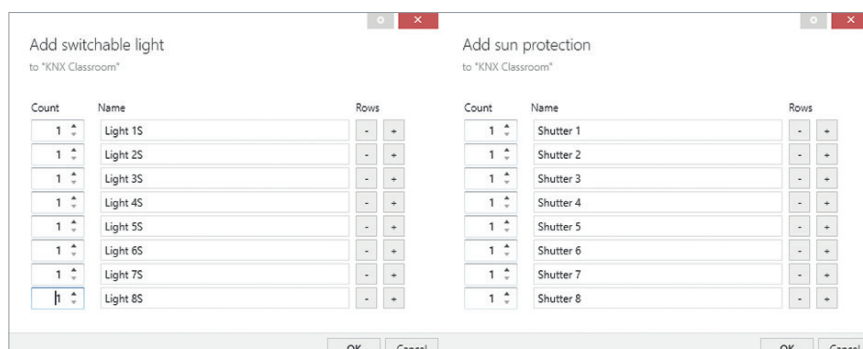 Add switchable light
to "KNX Classroom"
Count Name Rows
1 Light 1S - +
1 Light 2S - +
1 Light 3S - +
1 Light 4S - +
1 Light 5S - +
1 Light 6S - +
1 Light 7S - +
1 Light 8S - +
OK Cancel
Add sun protection
to "KNX Classroom"
Count Name Rows
1 Shutter 1 - +
1 Shutter 2 - +
1 Shutter 3 - +
1 Shutter 4 - +
1 Shutter 5 - +
1 Shutter 6 - +
1 Shutter 7 - +
1 Shutter 8 - +
OK Cancel